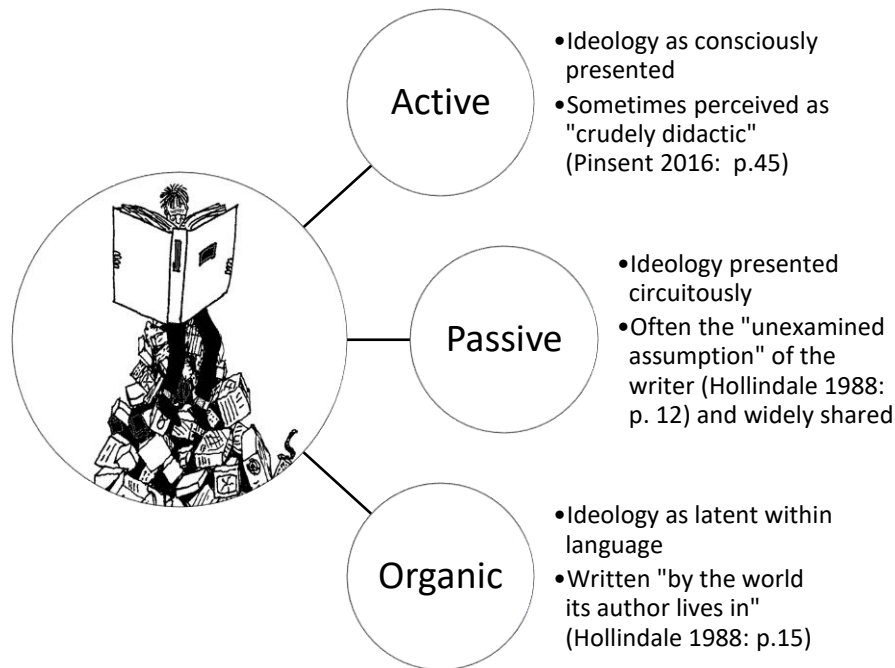 Active
•Ideology as consciously
presented
•Sometimes perceived as
"crudely didactic"
(Pinsent 2016:  p.45)
Passive
•Ideology presented
circuitously
•Often the "unexamined
assumption" of the
writer (Hollindale 1988:
p. 12) and widely shared
Organic
•Ideology as latent within
language
•Written "by the world
its author lives in"
(Hollindale 1988: p.15)